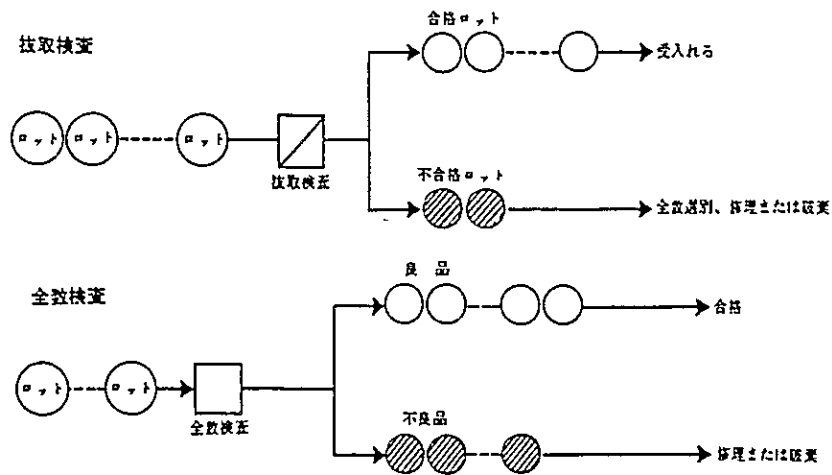 抜取検査
合格ロット
受入れる
ロット ロット ロット
抜取検査
不合格ロット
全数選別、修理または破棄
全数検査
良 品
合格
ロット ロット
全数検査
不良品
修理または破棄